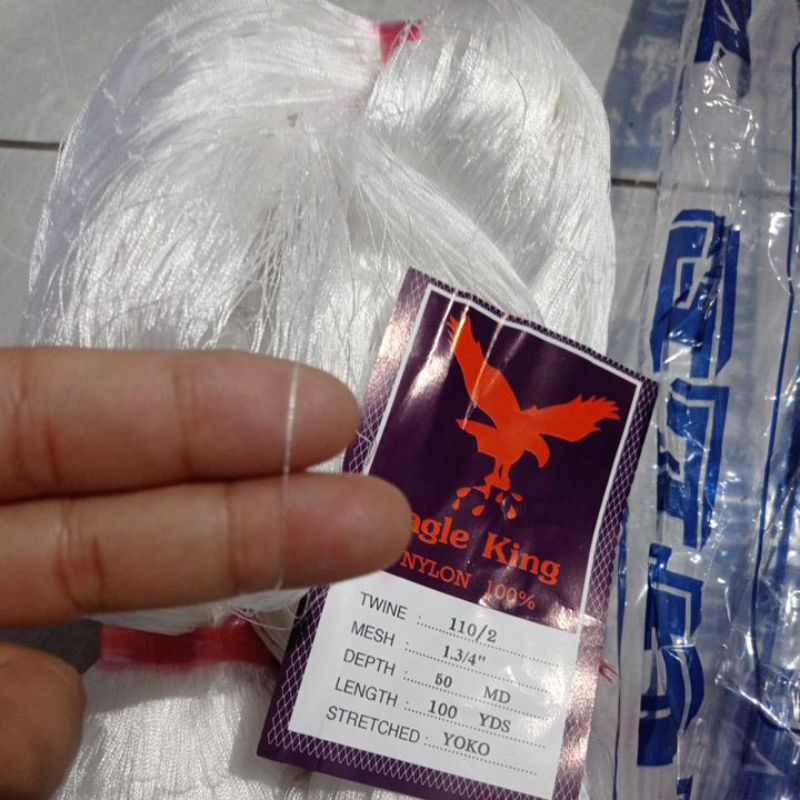 agle King
NYLON 100%
TWINE : 110/2
MESH : 1.3/4"
DEPTH : 50 MD
LENGTH : 100 YDS
STRETCHED : YOKO